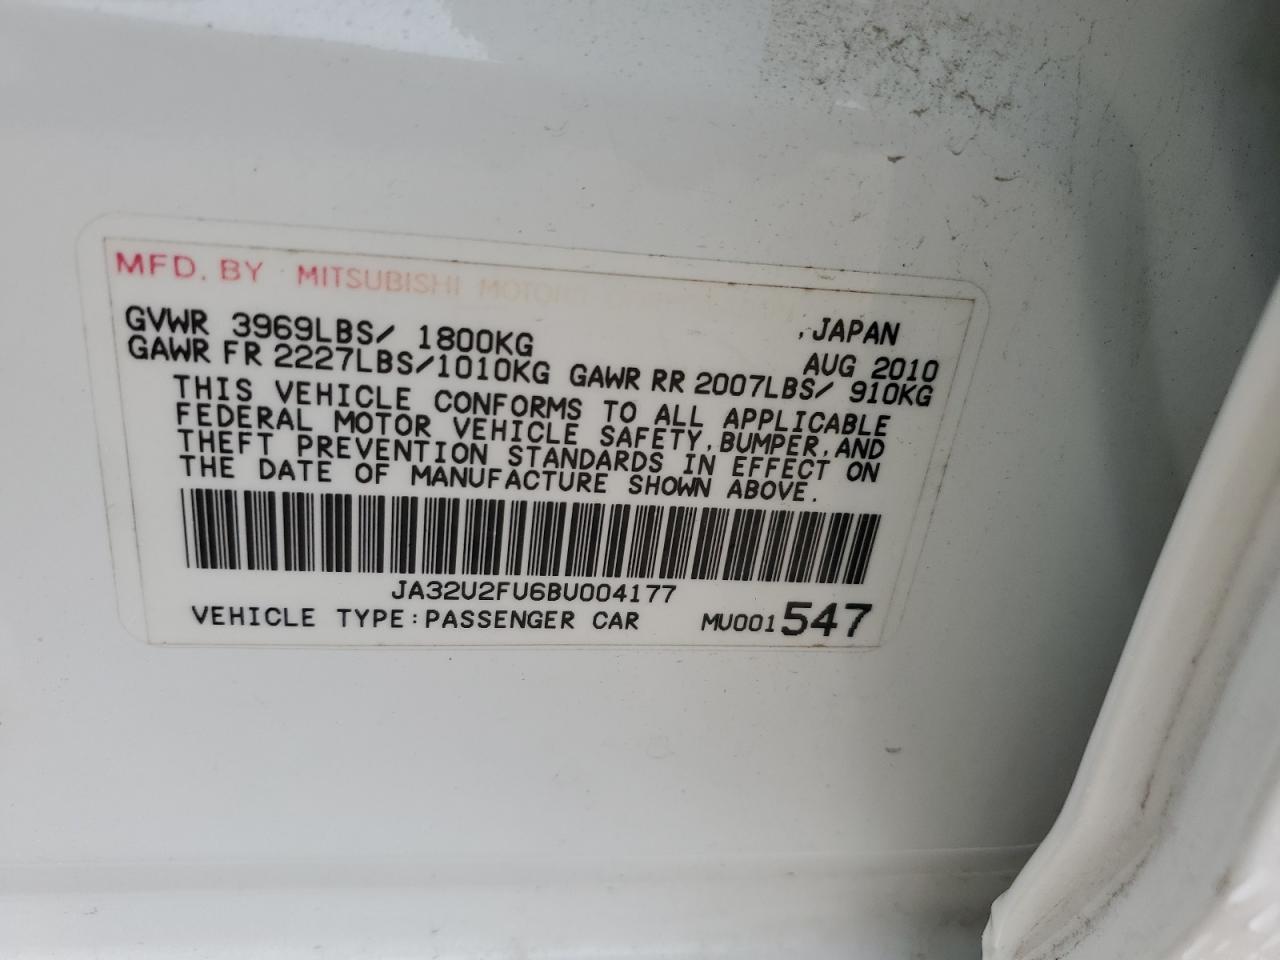 MFD. BY MITSUBISHI MOTORS CORPORATION
, JAPAN
GVWR 3969LBS/ 1800KG AUG 2010
GAWR FR 2227LBS/1010KG GAWR RR 2007LBS/ 910KG
THIS VEHICLE CONFORMS TO ALL APPLICABLE
FEDERAL MOTOR VEHICLE SAFETY, BUMPER, AND
THEFT PREVENTION STANDARDS IN EFFECT ON
THE DATE OF MANUFACTURE SHOWN ABOVE.
JA32U2FU6BU004177
VEHICLE TYPE:PASSENGER CAR MU001547